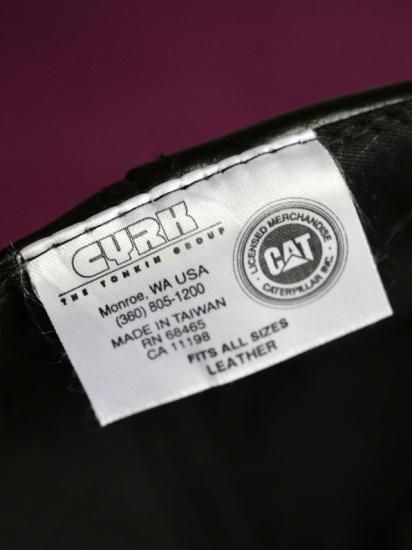 CYRK
THE TONKIN GROUP
Monroe, WA USA
(360) 805-1200
MADE IN TAIWAN
RN 68465
CA 11198
FITS ALL SIZES
LEATHER
LICENSED MERCHANDISE
CAT
CATERPILLAR INC.